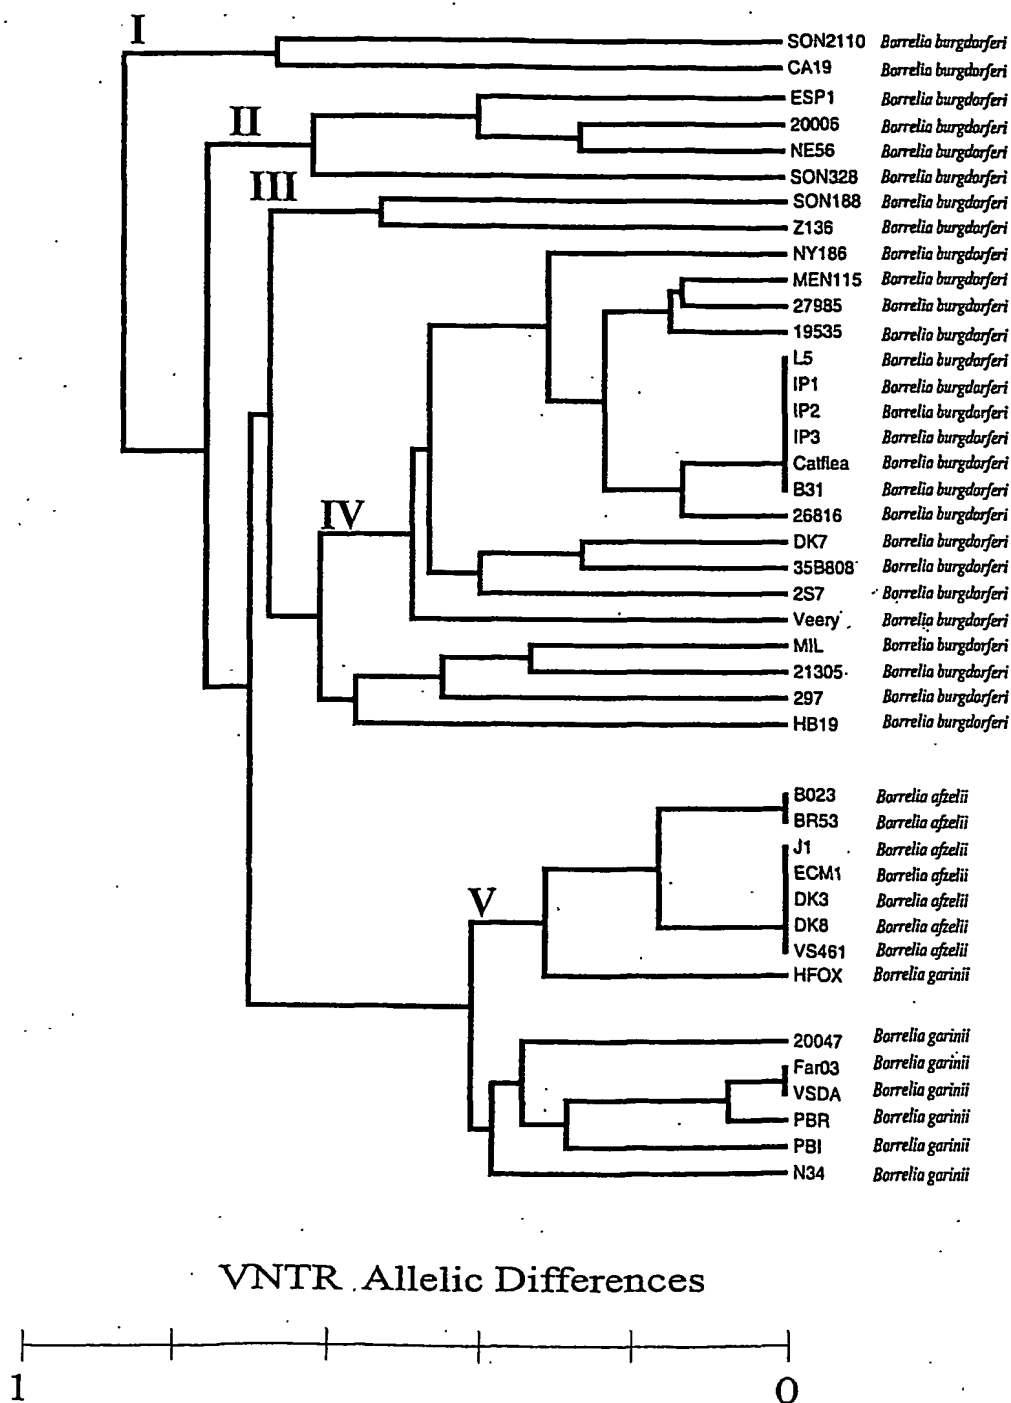 I
SON2110 Borrelia burgdorferi
CA19 Borrelia burgdorferi
ESP1 Borrelia burgdorferi
II
20006 Borrelia burgdorferi
NE56 Borrelia burgdorferi
SON328 Borrelia burgdorferi
III
SON188 Borrelia burgdorferi
Z136 Borrelia burgdorferi
NY186 Borrelia burgdorferi
MEN115 Borrelia burgdorferi
27985 Borrelia burgdorferi
19535 Borrelia burgdorferi
L5 Borrelia burgdorferi
IP1 Borrelia burgdorferi
IP2 Borrelia burgdorferi
IP3 Borrelia burgdorferi
Catflea Borrelia burgdorferi
B31 Borrelia burgdorferi
IV
26816 Borrelia burgdorferi
DK7 Borrelia burgdorferi
35B808 Borrelia burgdorferi
2S7 Borrelia burgdorferi
Veery Borrelia burgdorferi
MIL Borrelia burgdorferi
21305 Borrelia burgdorferi
297 Borrelia burgdorferi
HB19 Borrelia burgdorferi
B023 Borrelia afzelii
BR53 Borrelia afzelii
J1 Borrelia afzelii
ECM1 Borrelia afzelii
V
DK3 Borrelia afzelii
DK8 Borrelia afzelii
VS461 Borrelia afzelii
HFOX Borrelia garinii
20047 Borrelia garinii
Far03 Borrelia garinii
VSDA Borrelia garinii
PBR Borrelia garinii
PBI Borrelia garinii
N34 Borrelia garinii
VNTR Allelic Differences
1 0